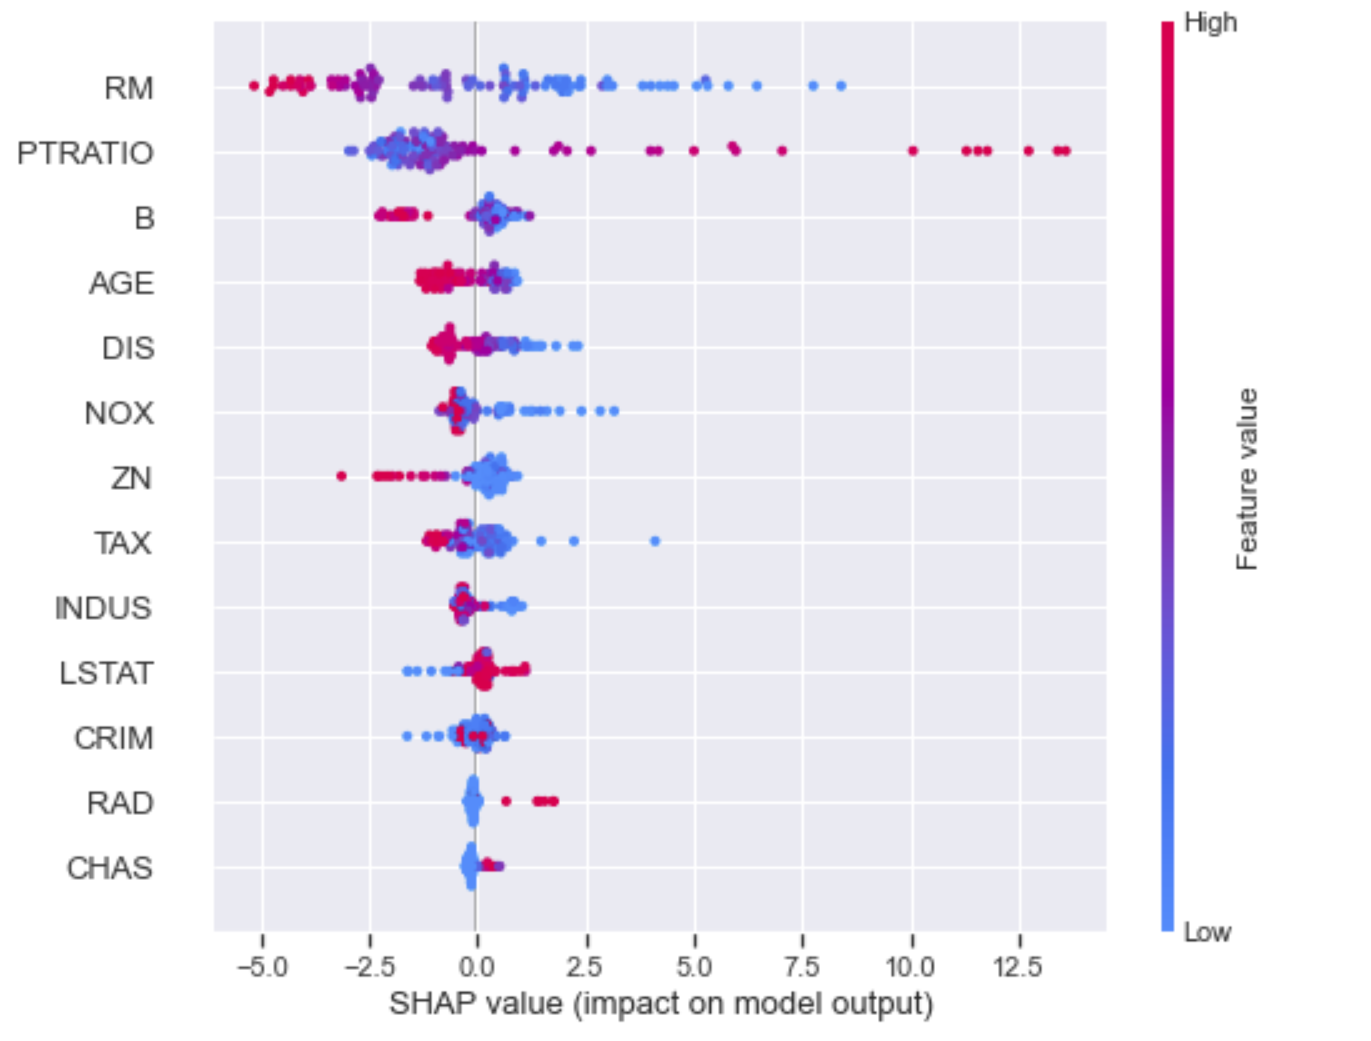 High
RM
PTRATIO
B
AGE
DIS
NOX
ZN
TAX
INDUS
LSTAT
CRIM
RAD
CHAS
Feature value
Low
−5.0 −2.5 0.0 2.5 5.0 7.5 10.0 12.5
SHAP value (impact on model output)